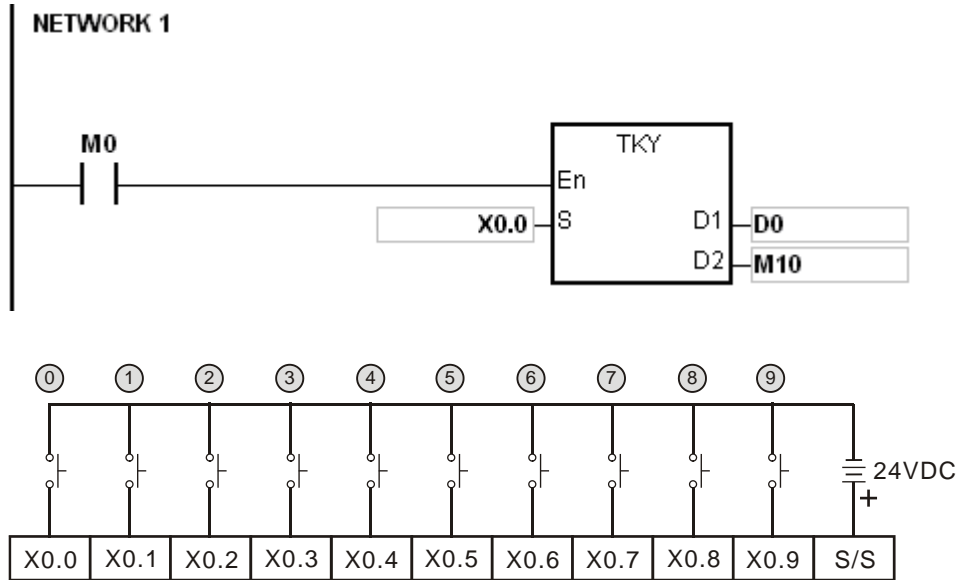 NETWORK 1
M0
TKY
En
X0.0 S D1 D0
D2 M10
0 1 2 3 4 5 6 7 8 9
24VDC
+
X0.0 X0.1 X0.2 X0.3 X0.4 X0.5 X0.6 X0.7 X0.8 X0.9 S/S